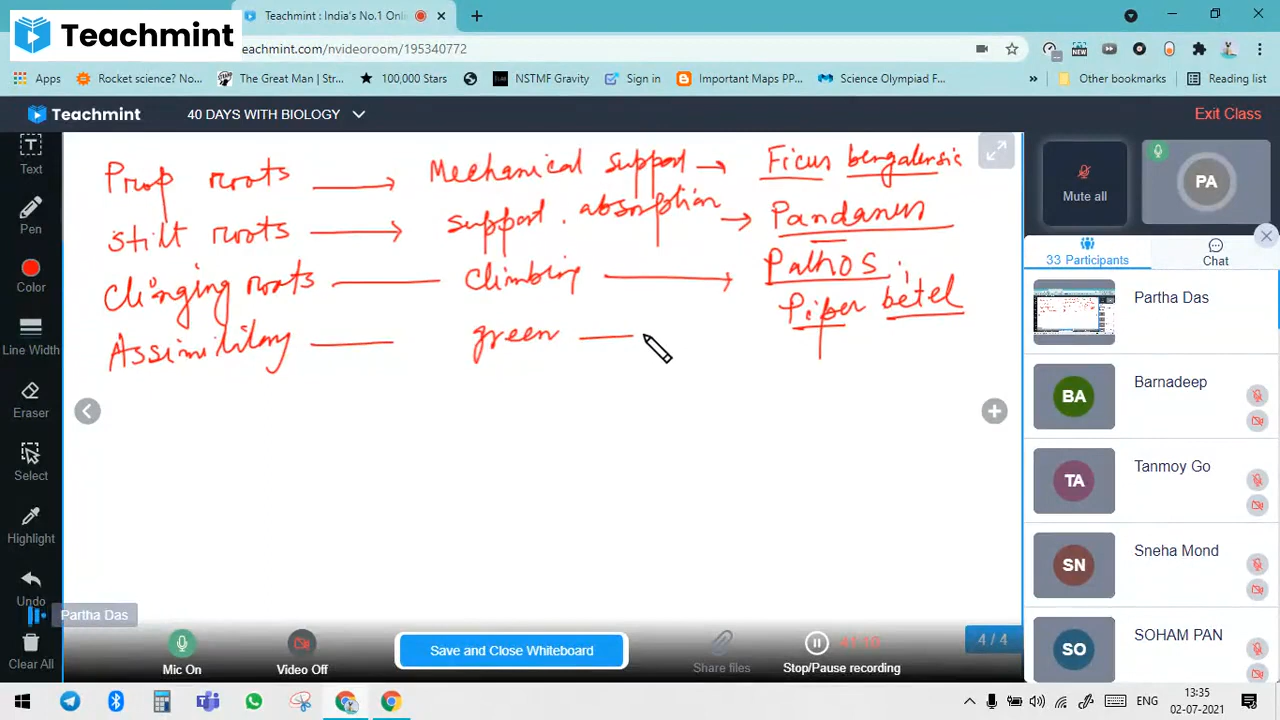 Teachmint : India's No.1 Onli
Teachmint
eachmint.com/nvideoroom/195340772
NEW
Apps
Rocket science? No...
The Great Man | Str...
100,000 Stars
NSTMF Gravity
Sign in
Important Maps PP...
Science Olympiad F...
»
Other bookmarks
Reading list
Teachmint
40 DAYS WITH BIOLOGY
Exit Class
Text
Pen
Color
Line Width
Eraser
Select
Highlight
Undo
Clear All
Prop roots → Mechanical support → Ficus bengalensis
Stilt roots → support . absorption → Pandanus
Clinging roots — Climbing → Pathos ;
Piper betel
Assimilitory — green —
Mute all
PA
33 Participants
Chat
Partha Das
BA
Barnadeep
TA
Tanmoy Go
SN
Sneha Mond
SO
SOHAM PAN
Partha Das
Mic On
Video Off
Save and Close Whiteboard
Share files
Stop/Pause recording
4 / 4
ENG
13:35
02-07-2021